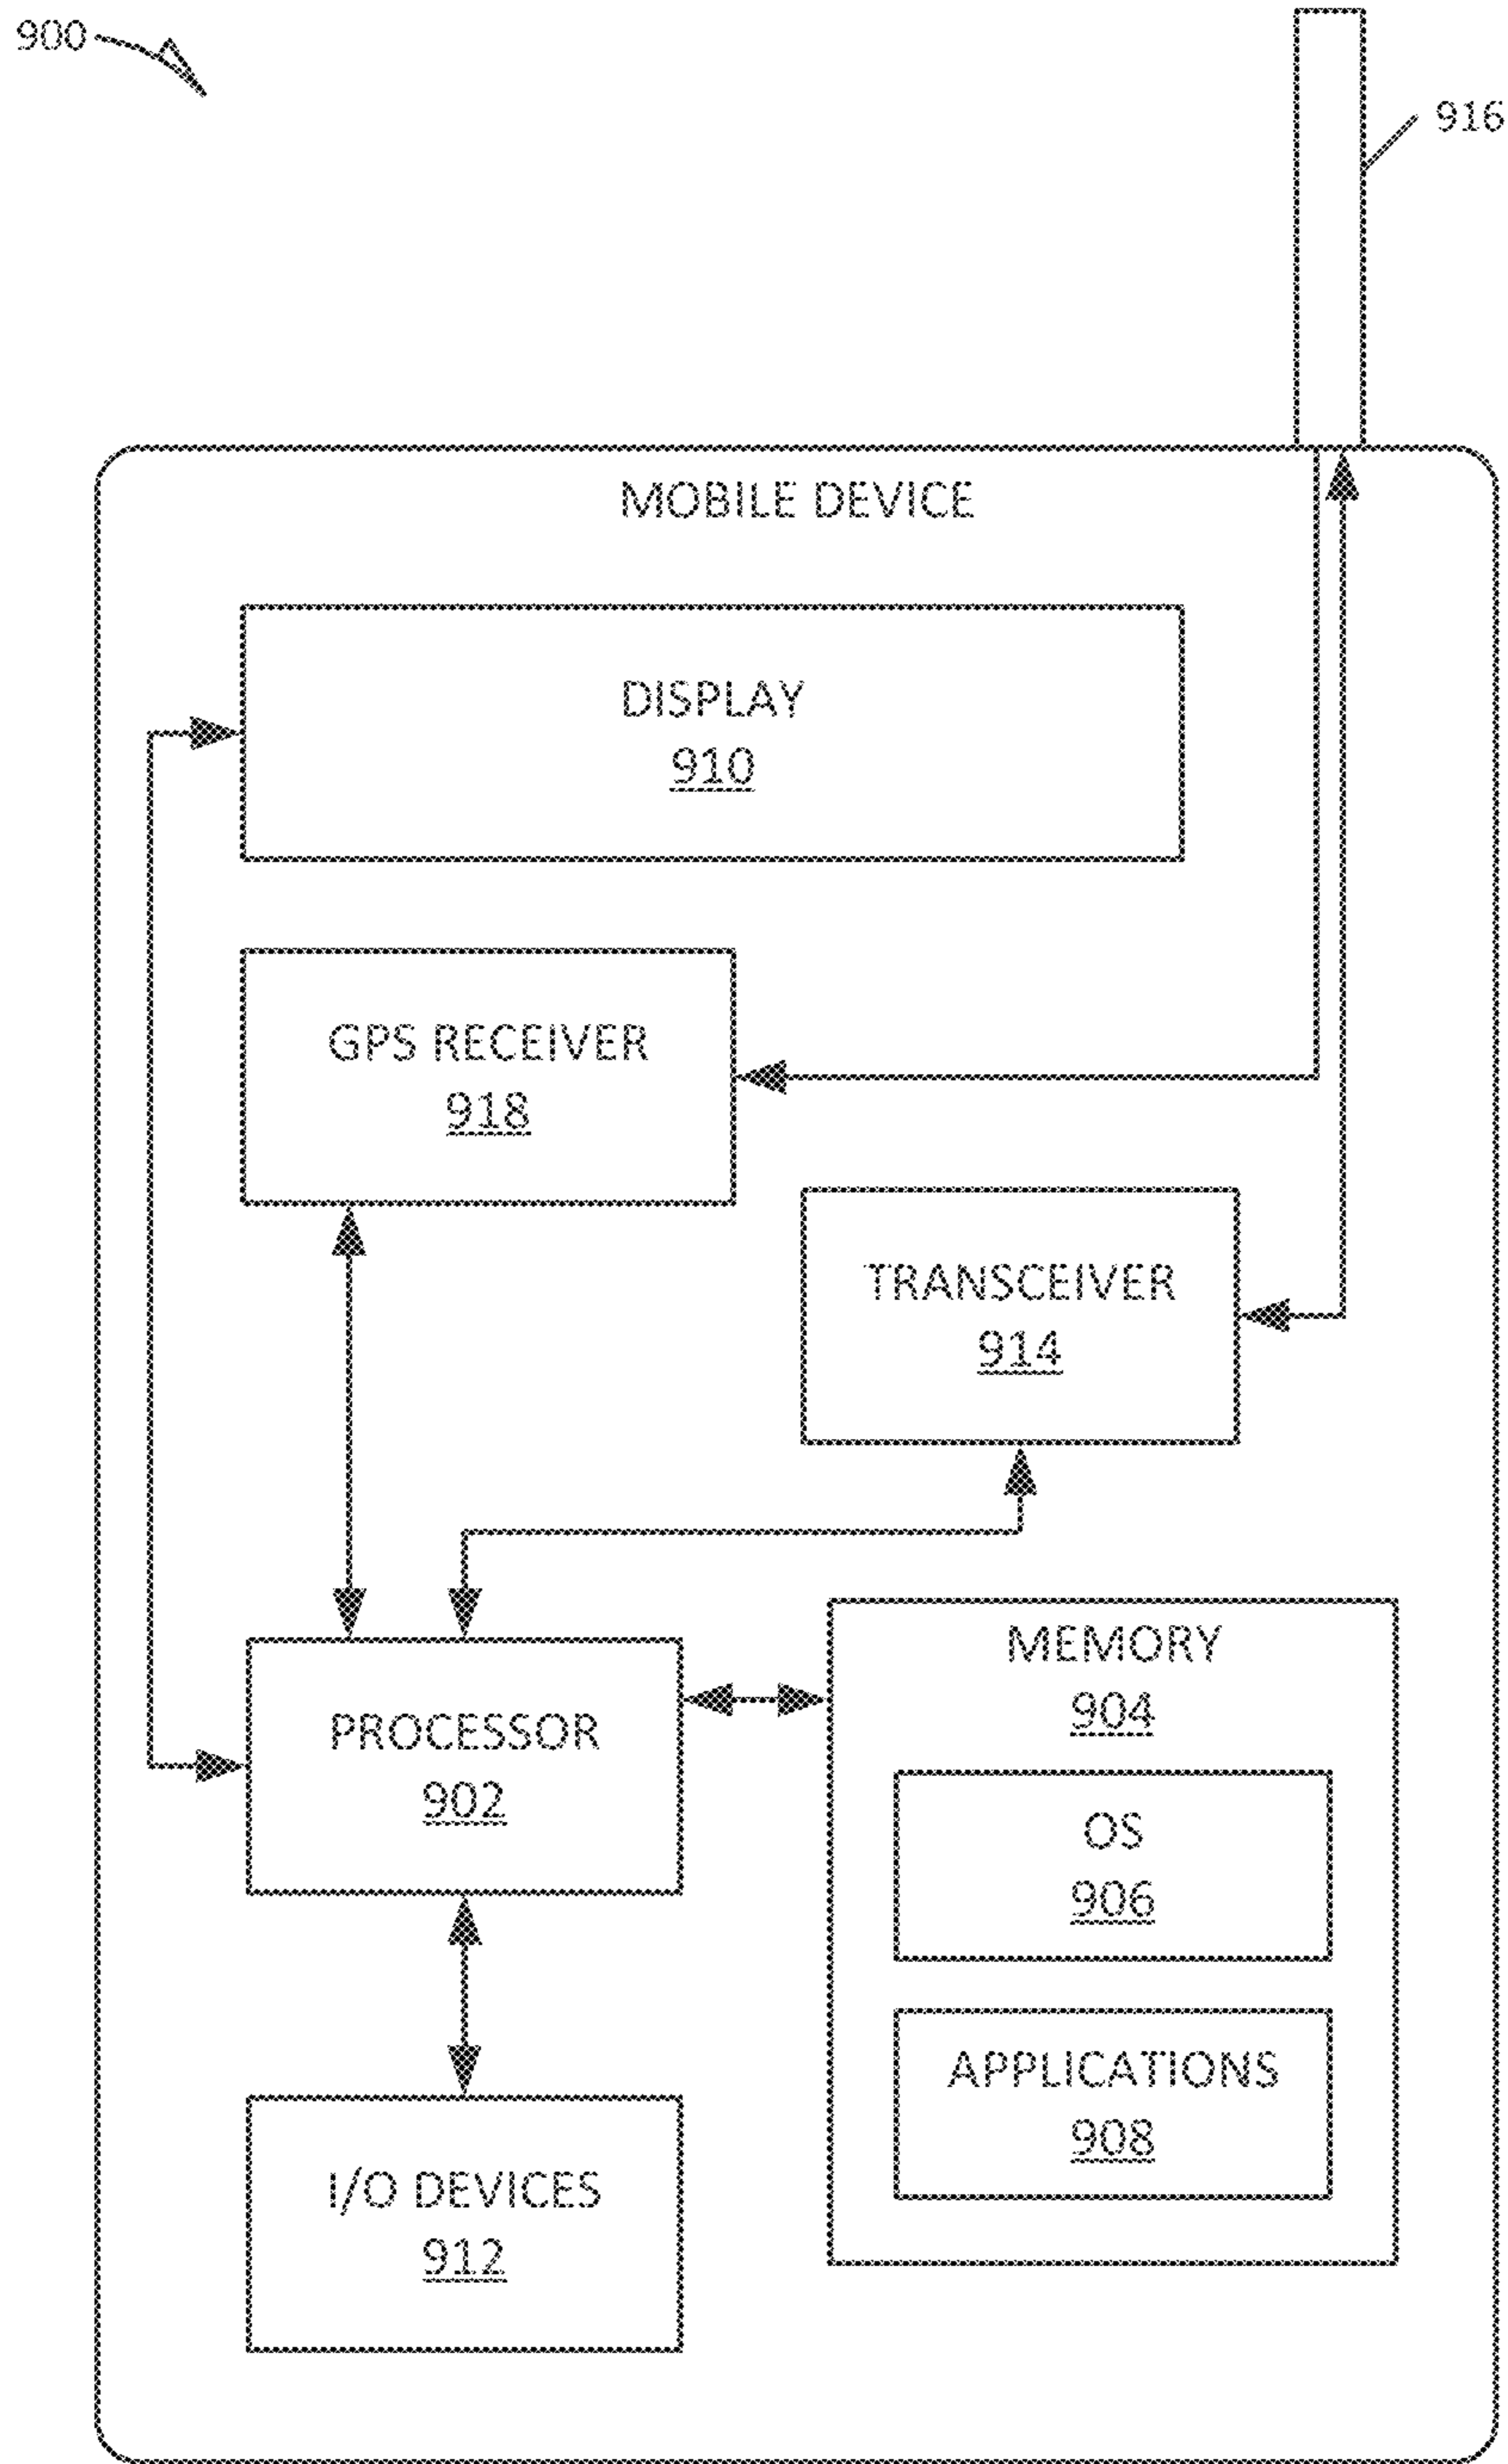 900
916
MOBILE DEVICE
DISPLAY
910
GPS RECEIVER
918
TRANSCEIVER
914
PROCESSOR
902
MEMORY
904
OS
906
APPLICATIONS
908
I/O DEVICES
912